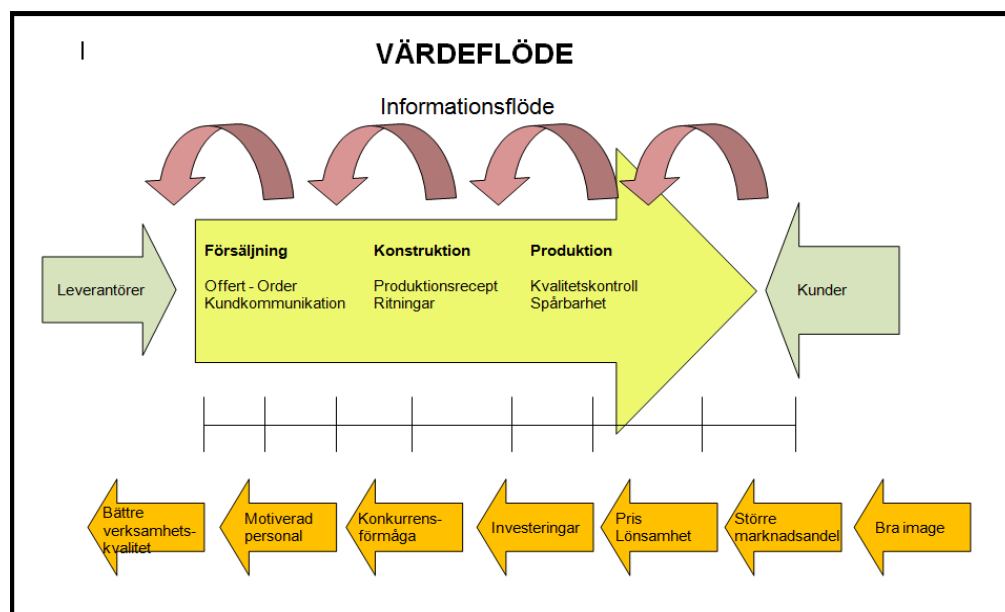 VÄRDEFLÖDE
Informationsflöde
Leverantörer
Försäljning
Offert - Order
Kundkommunikation
Konstruktion
Produktionsrecept
Ritningar
Produktion
Kvalitetskontroll
Spårbarhet
Kunder
Bättre
verksamhets-
kvalitet
Motiverad
personal
Konkurrens-
förmåga
Investeringar
Pris
Lönsamhet
Större
marknadsandel
Bra image